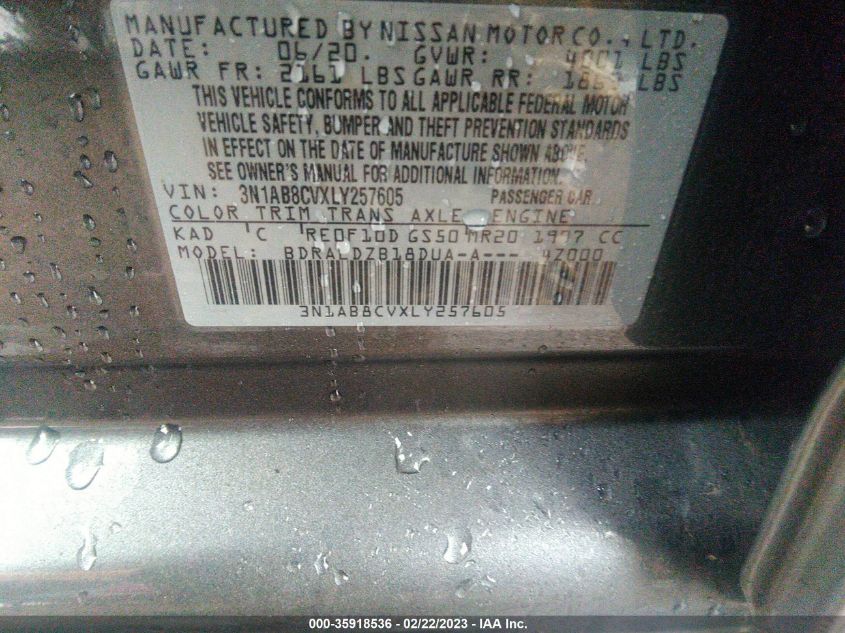 MANUFACTURED BY NISSAN MOTOR CO., LTD.
DATE: 06/20. GVWR: 4001 LBS
GAWR FR: 2161 LBS GAWR RR: LBS
THIS VEHICLE CONFORMS TO ALL APPLICABLE FEDERAL MOTOR
VEHICLE SAFETY, BUMPER AND THEFT PREVENTION STANDARDS
IN EFFECT ON THE DATE OF MANUFACTURE SHOWN ABOVE.
SEE OWNER'S MANUAL FOR ADDITIONAL INFORMATION.
VIN: 3N1AB8CVXLY257605 PASSENGER CAR
COLOR TRIM TRANS AXLE ENGINE
KAD C RE0F10D GS50 MR20 1997 CC
MODEL: BDRALDZB18DUA-A--- 4Z000
3N1AB8CVXLY257605
000-35918536 - 02/22/2023 - IAA Inc.